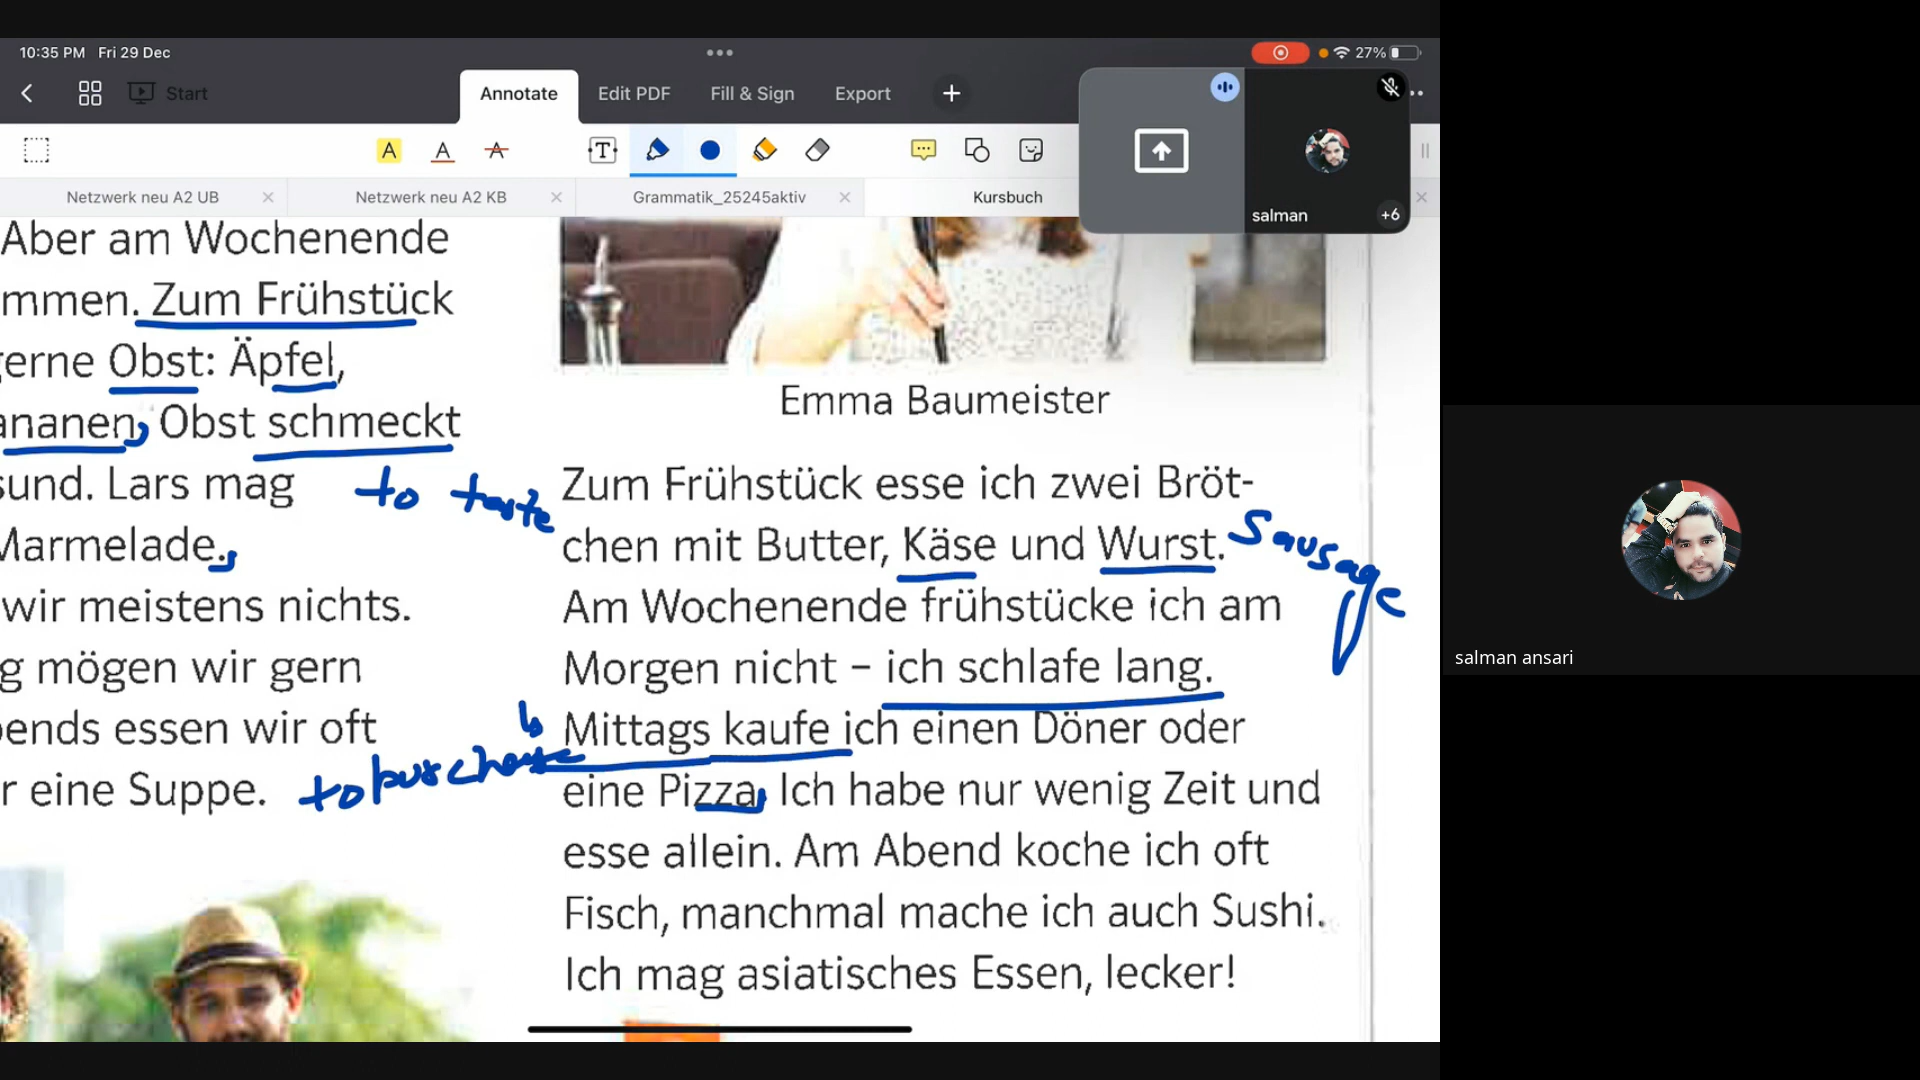 10:35 PM Fri 29 Dec
27%
Start
Annotate
Edit PDF
Fill & Sign
Export
A
A
A
T
salman
+6
Netzwerk neu A2 UB
Netzwerk neu A2 KB
Grammatik_25245aktiv
Kursbuch
Aber am Wochenende
mmen. Zum Frühstück
gerne Obst: Äpfel,
ananen, Obst schmeckt
sund. Lars mag
to taste
Marmelade.
wir meistens nichts.
g mögen wir gern
bends essen wir oft
r eine Suppe.
to
Emma Baumeister
Zum Frühstück esse ich zwei Bröt-
chen mit Butter, Käse und Wurst.
Sausage
Am Wochenende frühstücke ich am
Morgen nicht – ich schlafe lang.
Mittags kaufe ich einen Döner oder
eine Pizza, Ich habe nur wenig Zeit und
esse allein. Am Abend koche ich oft
Fisch, manchmal mache ich auch Sushi.
Ich mag asiatisches Essen, lecker!
salman ansari